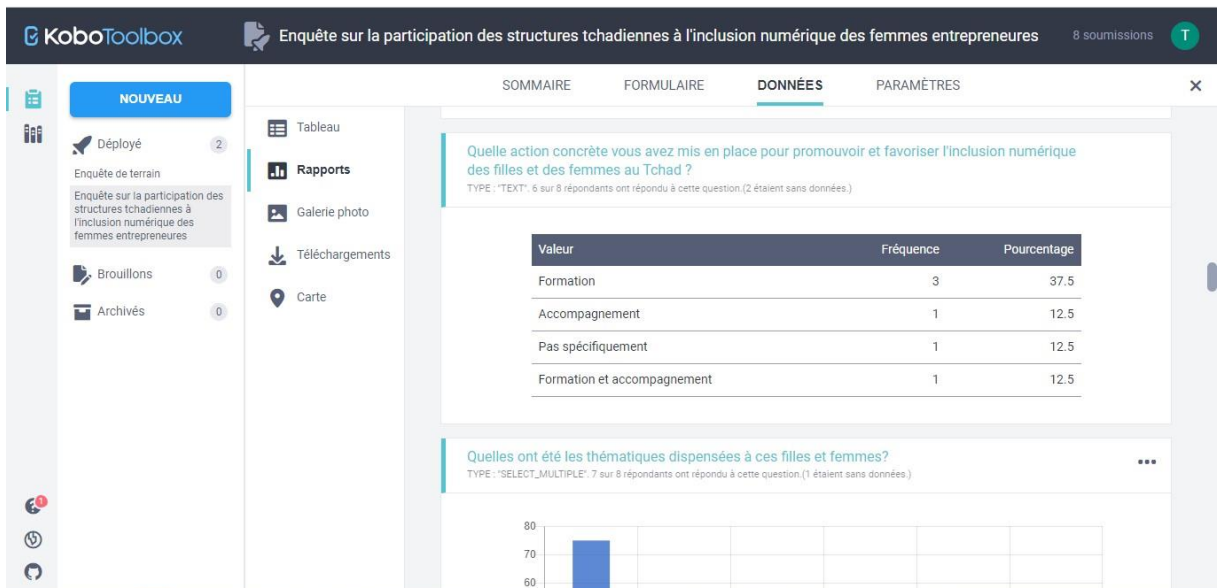 KoboToolbox
Enquête sur la participation des structures tchadiennes à l'inclusion numérique des femmes entrepreneures
8 soumissions
T
NOUVEAU
Déployé 2
Enquête de terrain
Enquête sur la participation des
structures tchadiennes à
l'inclusion numérique des
femmes entrepreneures
Brouillons 0
Archivés 0
1
SOMMAIRE FORMULAIRE DONNÉES PARAMÈTRES
Tableau
Rapports
Galerie photo
Téléchargements
Carte
Quelle action concrète vous avez mis en place pour promouvoir et favoriser l'inclusion numérique
des filles et des femmes au Tchad ?
TYPE : "TEXT". 6 sur 8 répondants ont répondu à cette question.(2 étaient sans données.)
Valeur Fréquence Pourcentage
Formation 3 37.5
Accompagnement 1 12.5
Pas spécifiquement 1 12.5
Formation et accompagnement 1 12.5
Quelles ont été les thématiques dispensées à ces filles et femmes?
TYPE : "SELECT_MULTIPLE". 7 sur 8 répondants ont répondu à cette question.(1 étaient sans données.)
80
70
60